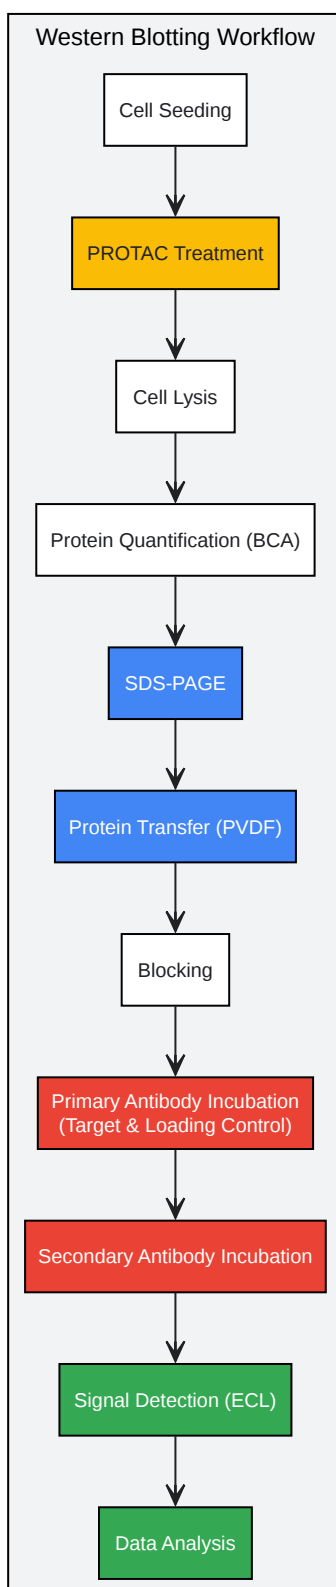 Western Blotting Workflow
Cell Seeding
PROTAC Treatment
Cell Lysis
Protein Quantification (BCA)
SDS-PAGE
Protein Transfer (PVDF)
Blocking
Primary Antibody Incubation
(Target & Loading Control)
Secondary Antibody Incubation
Signal Detection (ECL)
Data Analysis